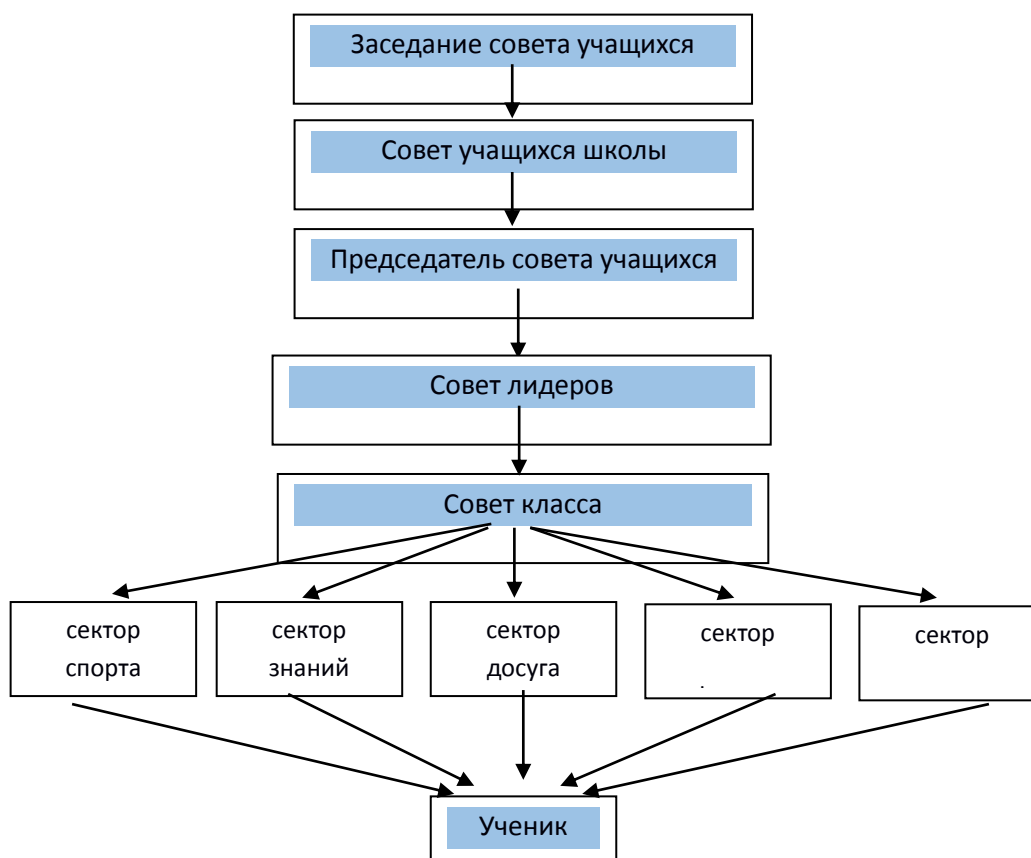 Заседание совета учащихся
Совет учащихся школы
Председатель совета учащихся
Совет лидеров
Совет класса
сектор
спорта
сектор
знаний
сектор
досуга
сектор
.
сектор
Ученик